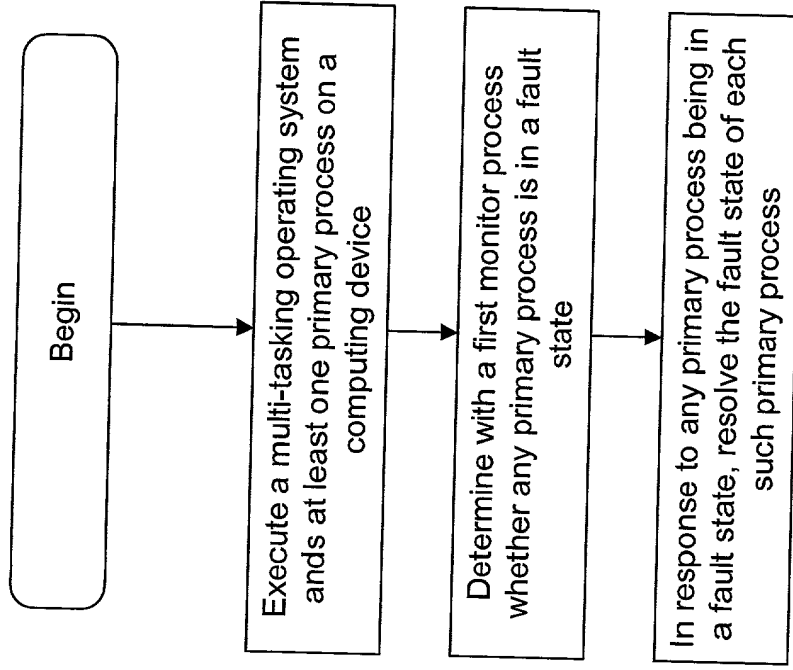 Begin
Execute a multi-tasking operating system
ands at least one primary process on a
computing device
Determine with a first monitor process
whether any primary process is in a fault
state
In response to any primary process being in
a fault state, resolve the fault state of each
such primary process